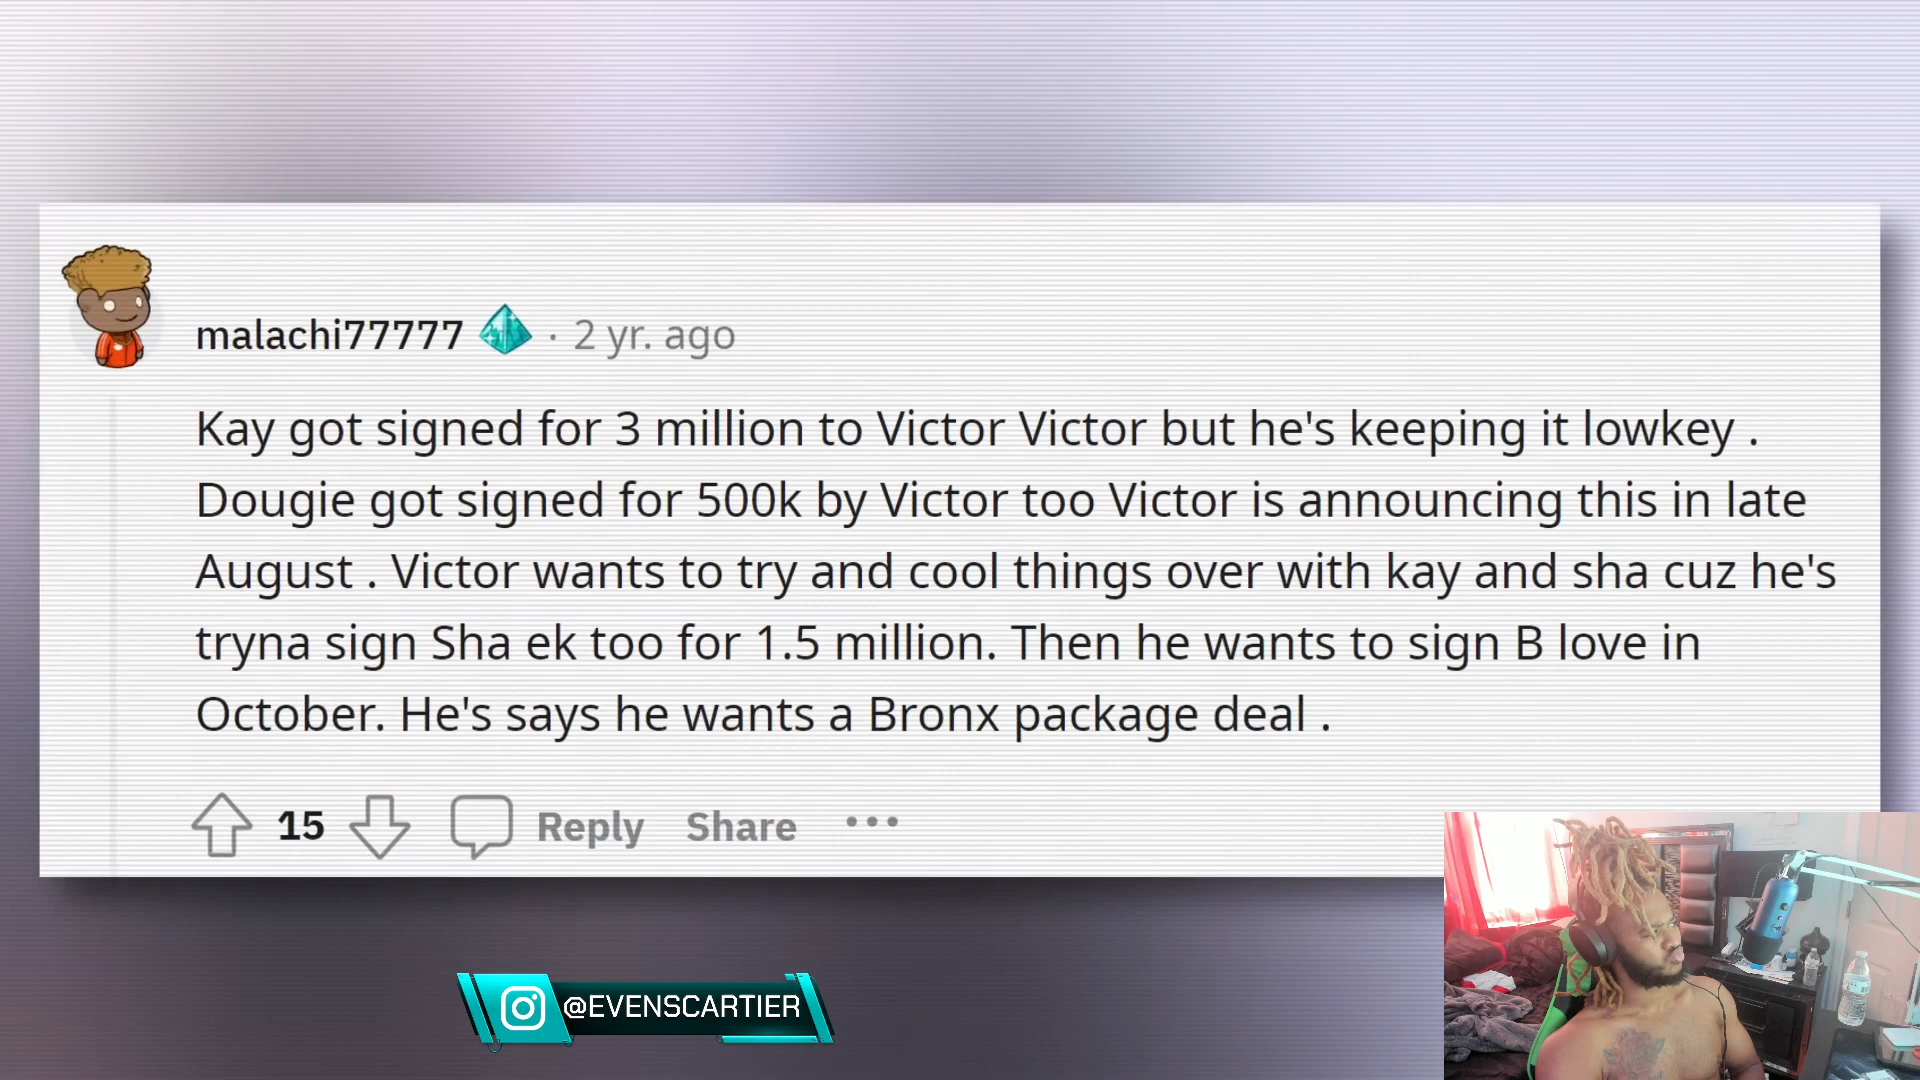 malachi77777 · 2 yr. ago
Kay got signed for 3 million to Victor Victor but he's keeping it lowkey .
Dougie got signed for 500k by Victor too Victor is announcing this in late
August . Victor wants to try and cool things over with kay and sha cuz he's
tryna sign Sha ek too for 1.5 million. Then he wants to sign B love in
October. He's says he wants a Bronx package deal .
15 Reply Share ...
@EVENSCARTIER